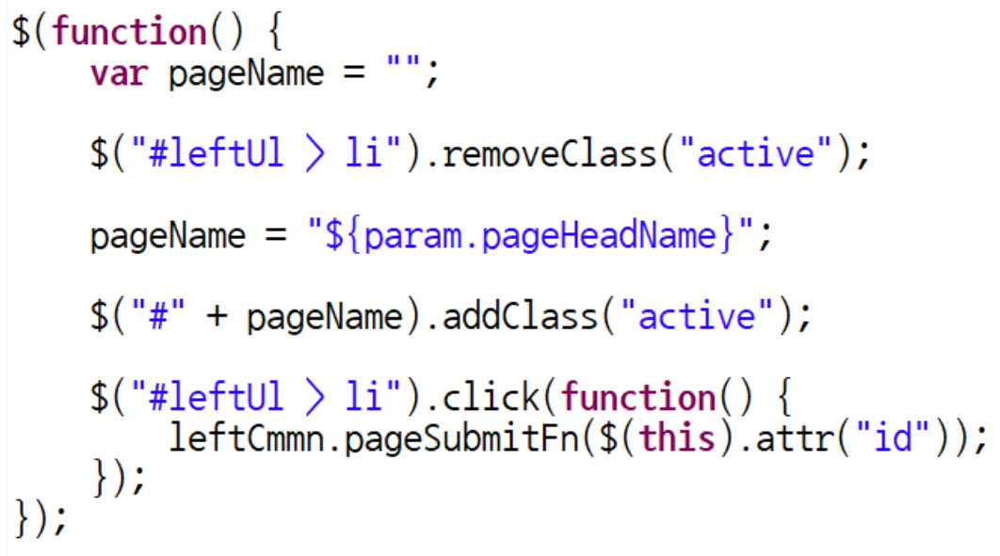 $(function() {
    var pageName = "";
    $("#leftUl > li").removeClass("active");
    pageName = "${param.pageHeadName}";
    $("#" + pageName).addClass("active");
    $("#leftUl > li").click(function() {
        leftCmmn.pageSubmitFn($(this).attr("id"));
    });
});